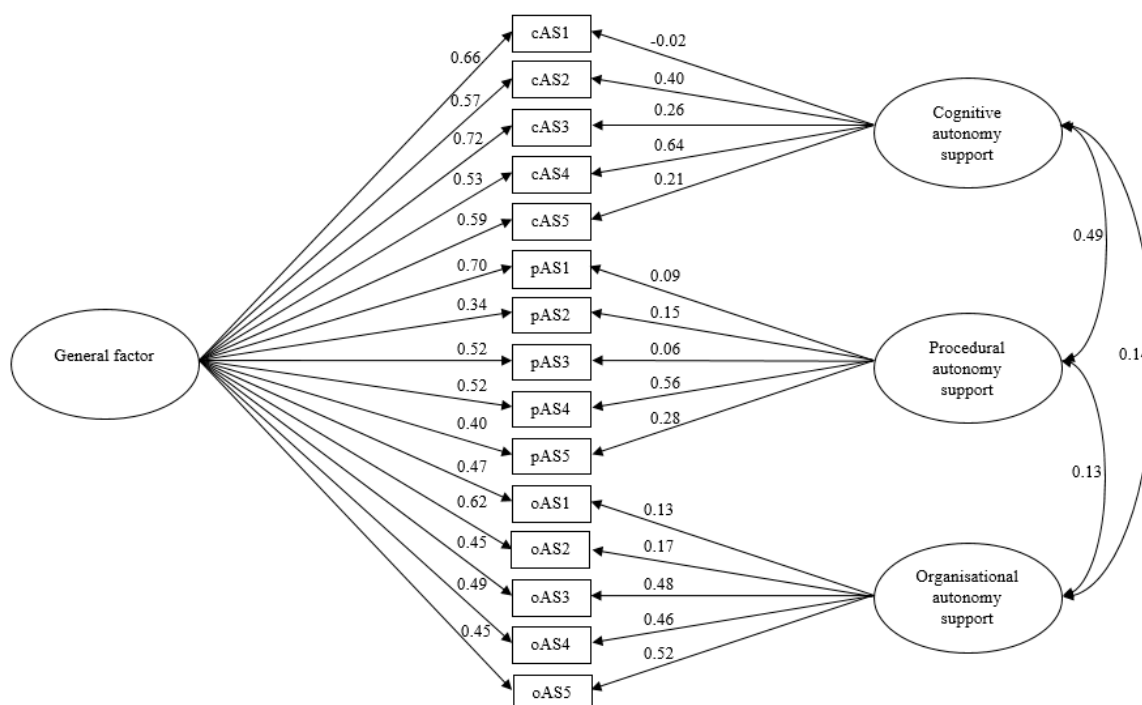 cAS1
-0.02
0.66
cAS2
0.40
0.57
Cognitive
autonomy
support
cAS3
0.26
0.72
cAS4
0.64
0.53
cAS5
0.21
0.59
0.49
pAS1
0.09
0.70
pAS2
0.15
0.34
General factor
pAS3
0.06
0.52
Procedural
autonomy
support
0.14
pAS4
0.56
0.52
pAS5
0.28
0.40
0.13
oAS1
0.13
0.47
oAS2
0.17
0.62
oAS3
0.48
0.45
Organisational
autonomy
support
oAS4
0.46
0.49
oAS5
0.52
0.45